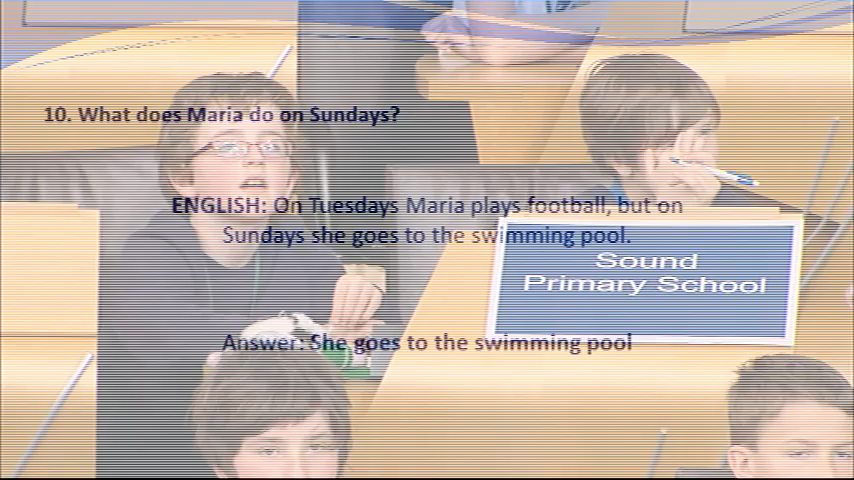 10. What does Maria do on Sundays?
ENGLISH: On Tuesdays Maria plays football, but on
Sundays she goes to the swimming pool.
Sound
Primary School
Answer: She goes to the swimming pool